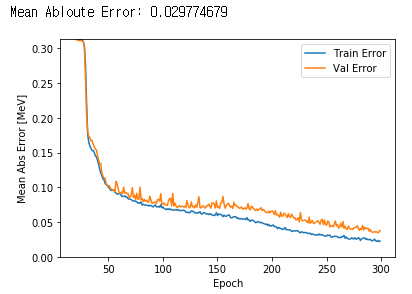 Mean Abloute Error: 0.029774679
0.30
0.25
0.20
0.15
0.10
0.05
0.00
Mean Abs Error [MeV]
Train Error
Val Error
50
100
150
200
250
300
Epoch